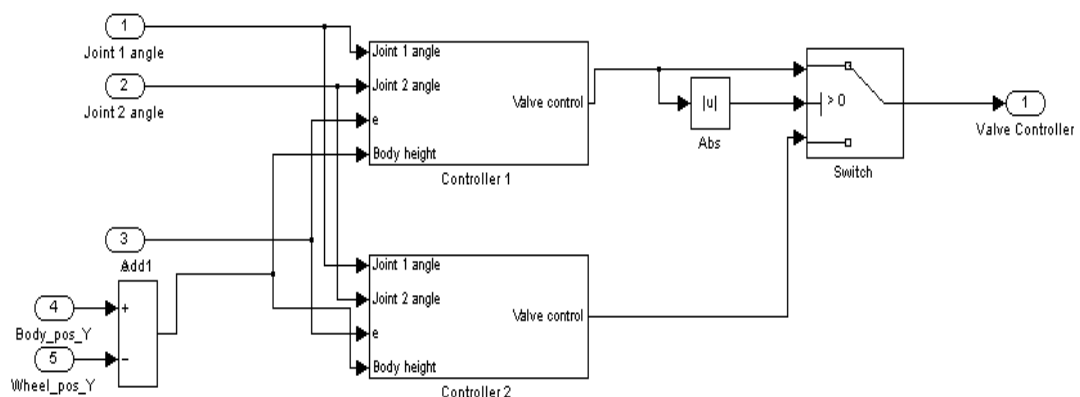 1
Joint 1 angle
2
Joint 2 angle
3
e
Add1
4
Body_pos_Y
5
Wheel_pos_Y
+
−
Joint 1 angle
Joint 2 angle
e
Body height
Valve control
Controller 1
Joint 1 angle
Joint 2 angle
e
Body height
Valve control
Controller 2
|u|
Abs
> 0
Switch
1
Valve Controller